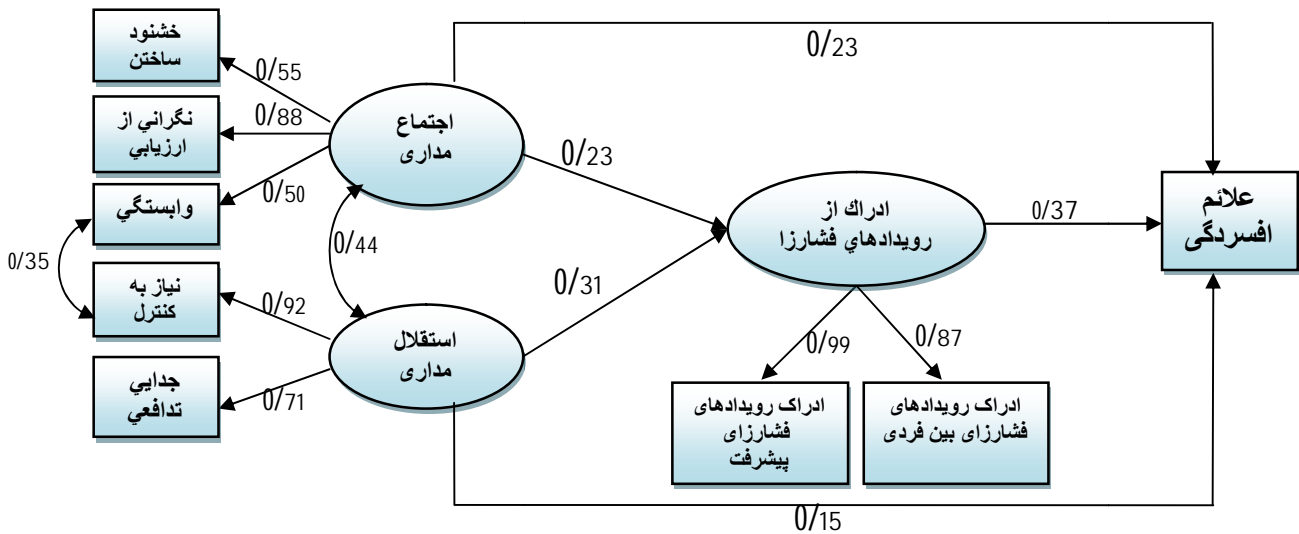 خشنود
ساختن
0/55
نگراني از
ارزيابي
0/88
وابستگي
0/50
0/35
نياز به
كنترل
0/92
جدايي
تدافعي
0/71
اجتماع
مداری
0/44
استقلال
مداری
0/23
0/23
0/31
ادراك از
رويدادهاي فشارزا
0/37
علائم
افسردگی
0/99
0/87
ادراک رویدادهای
فشارزای
پیشرفت
ادراک رویدادهای
فشارزای بین فردی
0/15